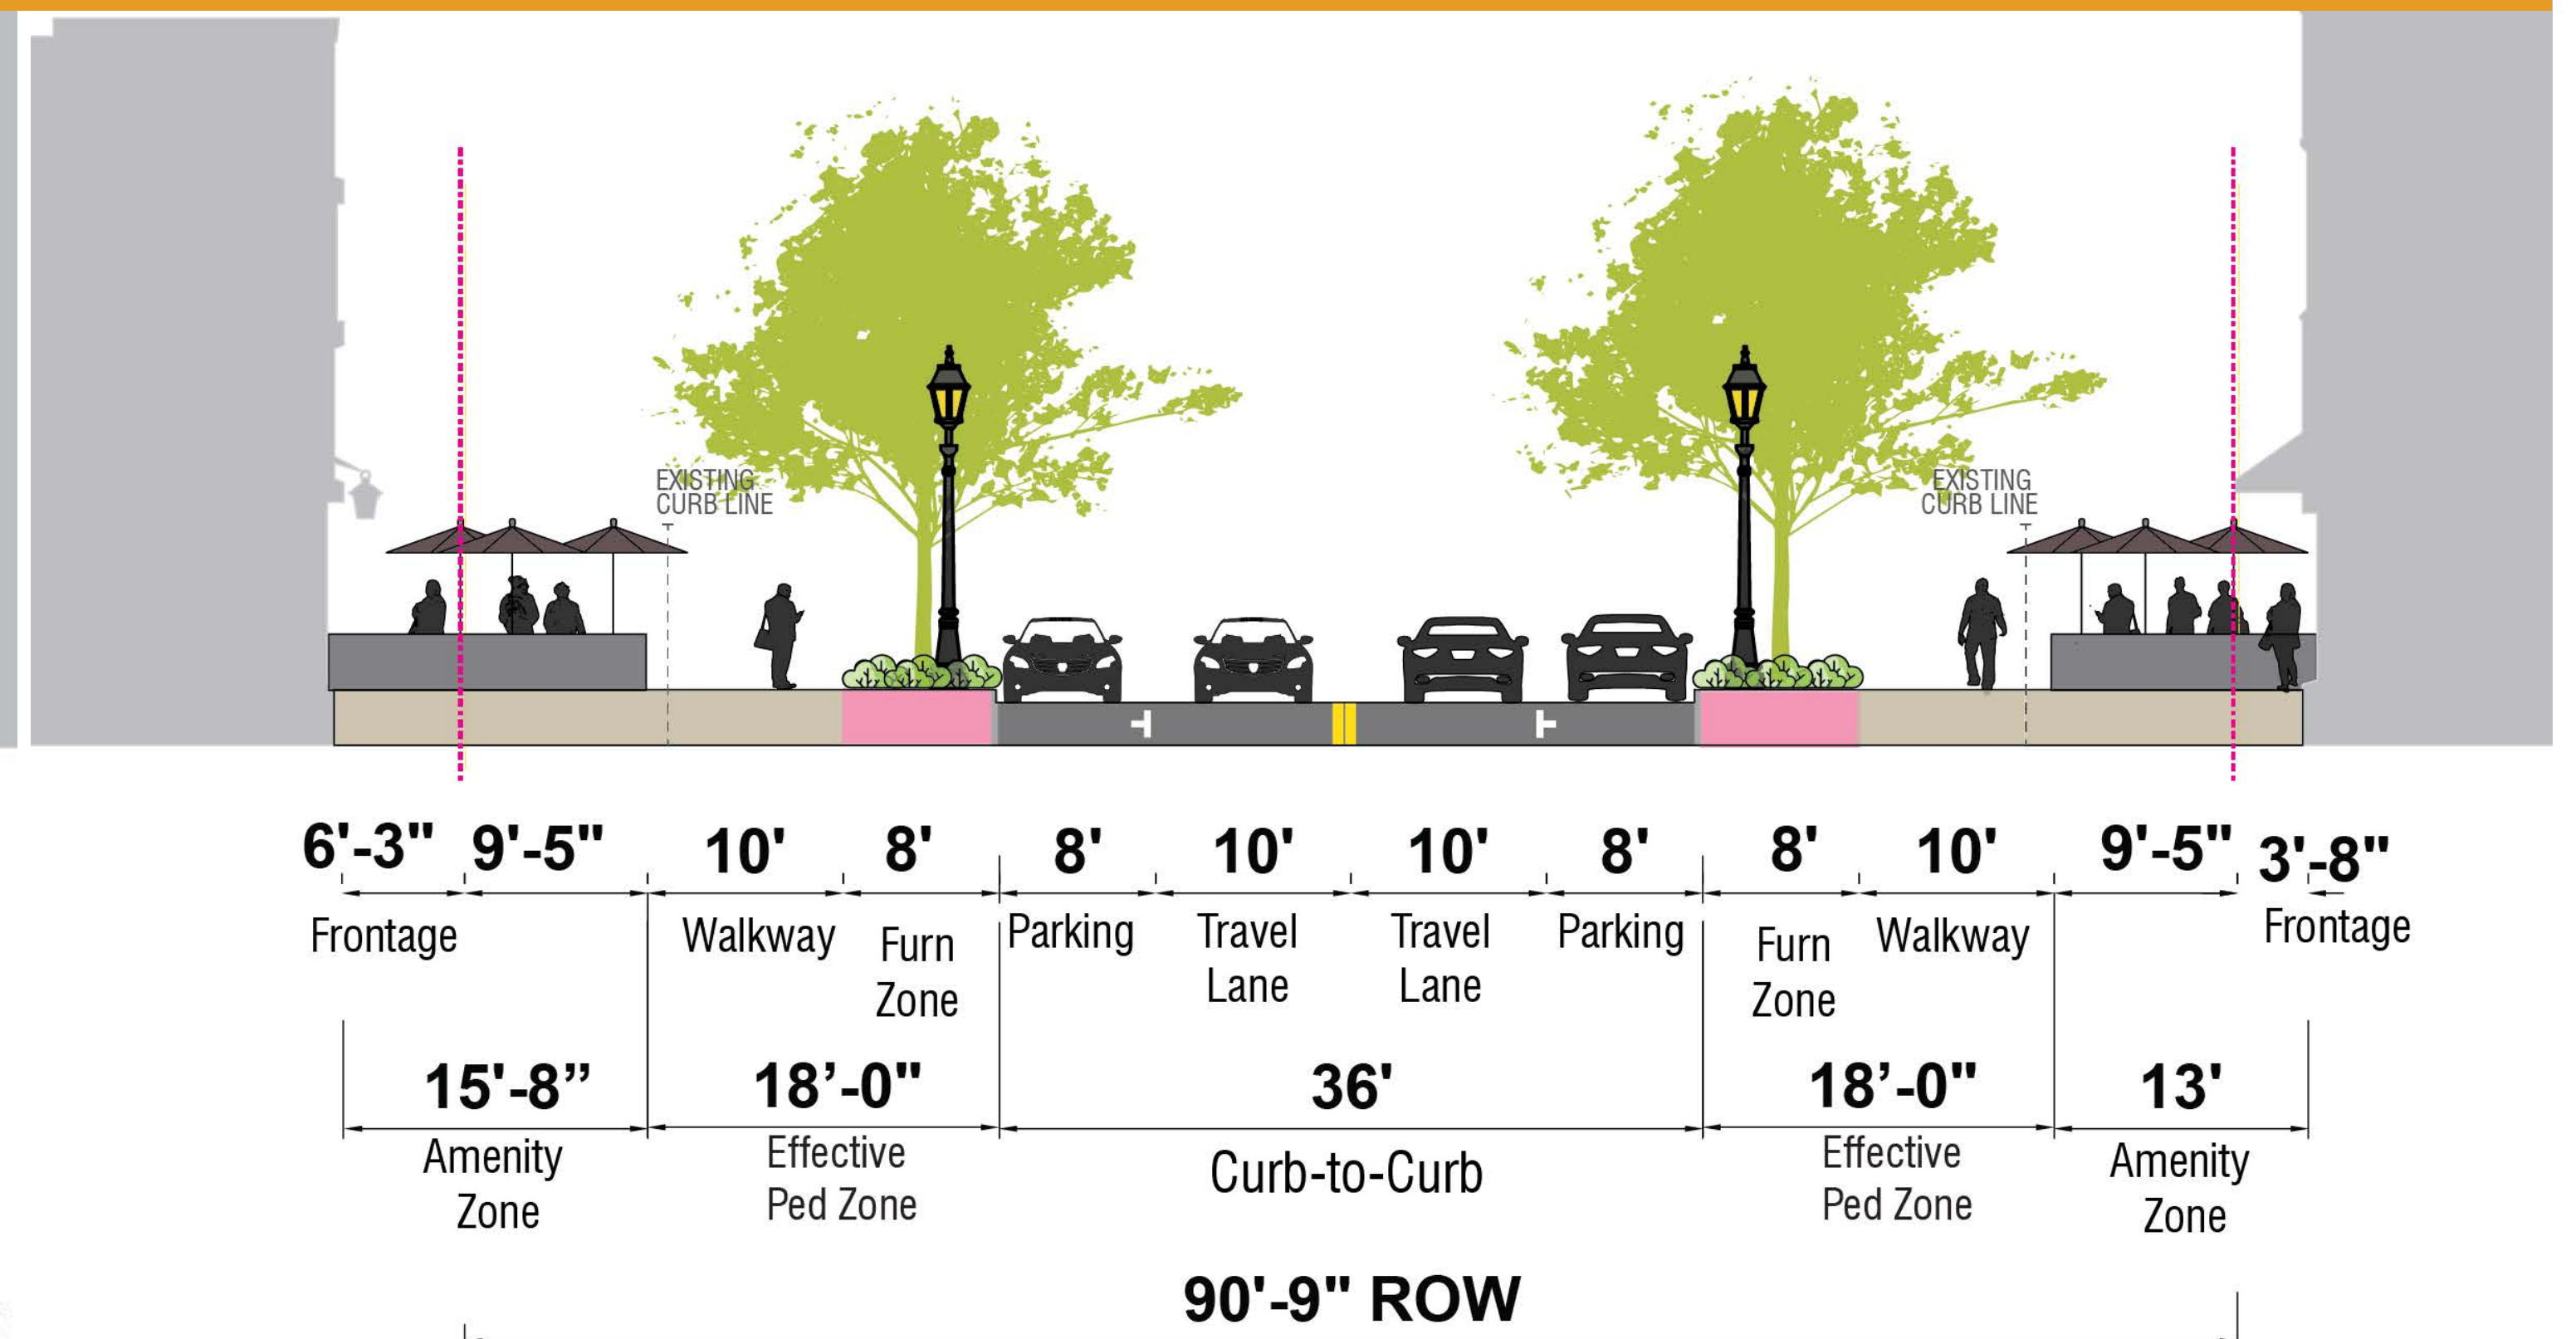 EXISTING
CURB LINE
EXISTING
CURB LINE
6'-3" 9'-5" 10' 8' 8' 10' 10' 8' 8' 10' 9'-5" 3'-8"
Frontage Walkway Furn Zone Parking Travel Lane Travel Lane Parking Furn Zone Walkway Frontage
15'-8” 18’-0" 36' 18’-0" 13'
Amenity Zone Effective Ped Zone Curb-to-Curb Effective Ped Zone Amenity Zone
90'-9" ROW